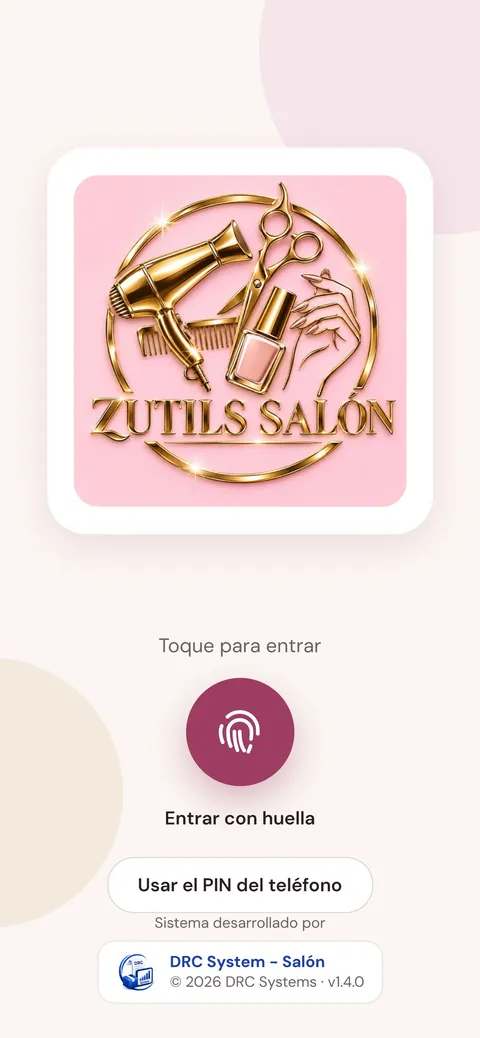 ZUTILS SALÓN
Toque para entrar
Entrar con huella
Usar el PIN del teléfono
Sistema desarrollado por
DRC
DRC System - Salón
© 2026 DRC Systems · v1.4.0